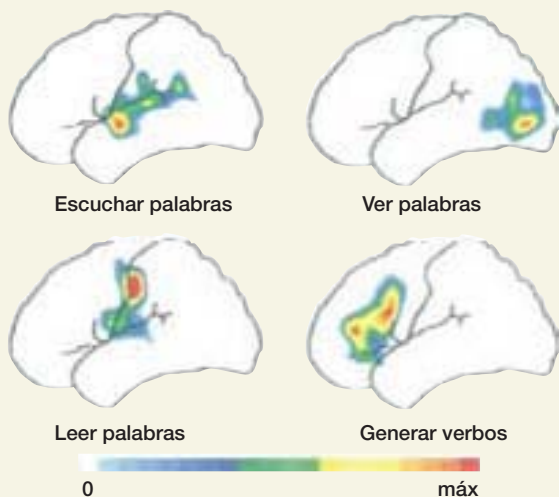 Escuchar palabras
Ver palabras
Leer palabras
Generar verbos
0
máx